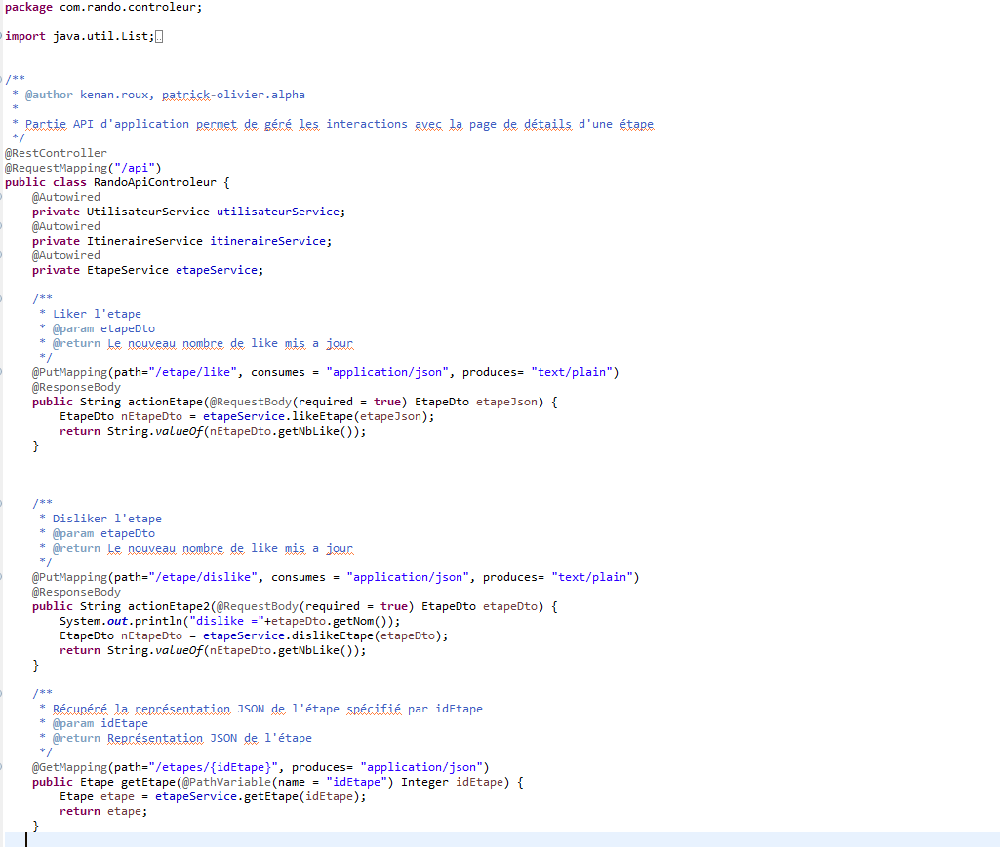 package com.rando.controleur;
import java.util.List;
/**
 * @author kenan.roux, patrick-olivier.alpha
 *
 * Partie API d'application permet de géré les interactions avec la page de détails d'une étape
 */
@RestController
@RequestMapping("/api")
public class RandoApiControleur {
    @Autowired
    private UtilisateurService utilisateurService;
    @Autowired
    private ItineraireService itineraireService;
    @Autowired
    private EtapeService etapeService;
    /**
     * Liker l'etape
     * @param etapeDto
     * @return Le nouveau nombre de like mis a jour
     */
    @PutMapping(path="/etape/like", consumes = "application/json", produces= "text/plain")
    @ResponseBody
    public String actionEtape(@RequestBody(required = true) EtapeDto etapeJson) {
        EtapeDto nEtapeDto = etapeService.likeEtape(etapeJson);
        return String.valueOf(nEtapeDto.getNbLike());
    }
    /**
     * Disliker l'etape
     * @param etapeDto
     * @return Le nouveau nombre de like mis a jour
     */
    @PutMapping(path="/etape/dislike", consumes = "application/json", produces= "text/plain")
    @ResponseBody
    public String actionEtape2(@RequestBody(required = true) EtapeDto etapeDto) {
        System.out.println("dislike ="+etapeDto.getNom());
        EtapeDto nEtapeDto = etapeService.dislikeEtape(etapeDto);
        return String.valueOf(nEtapeDto.getNbLike());
    }
    /**
     * Récupéré la représentation JSON de l'étape spécifié par idEtape
     * @param idEtape
     * @return Représentation JSON de l'étape
     */
    @GetMapping(path="/etapes/{idEtape}", produces= "application/json")
    public Etape getEtape(@PathVariable(name = "idEtape") Integer idEtape) {
        Etape etape = etapeService.getEtape(idEtape);
        return etape;
    }